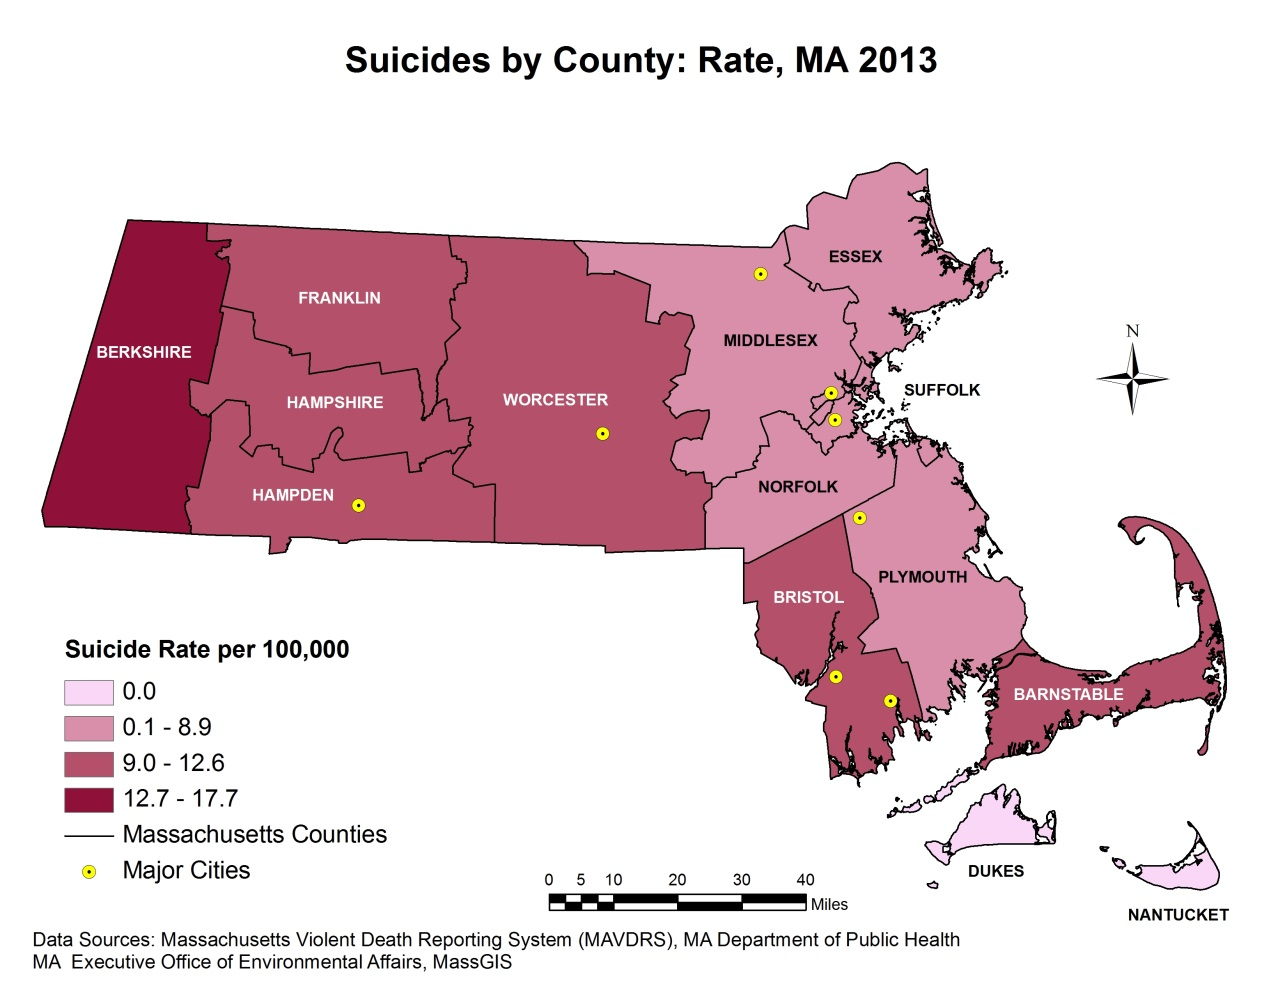 Suicides by County: Rate, MA 2013
ESSEX
FRANKLIN
MIDDLESEX
BERKSHIRE
N
SUFFOLK
HAMPSHIRE
WORCESTER
NORFOLK
HAMPDEN
PLYMOUTH
BRISTOL
BARNSTABLE
Suicide Rate per 100,000
0.0
0.1 - 8.9
9.0 - 12.6
12.7 - 17.7
Massachusetts Counties
Major Cities
DUKES
NANTUCKET
0 5 10 20 30 40
Miles
Data Sources: Massachusetts Violent Death Reporting System (MAVDRS), MA Department of Public Health
MA Executive Office of Environmental Affairs, MassGIS